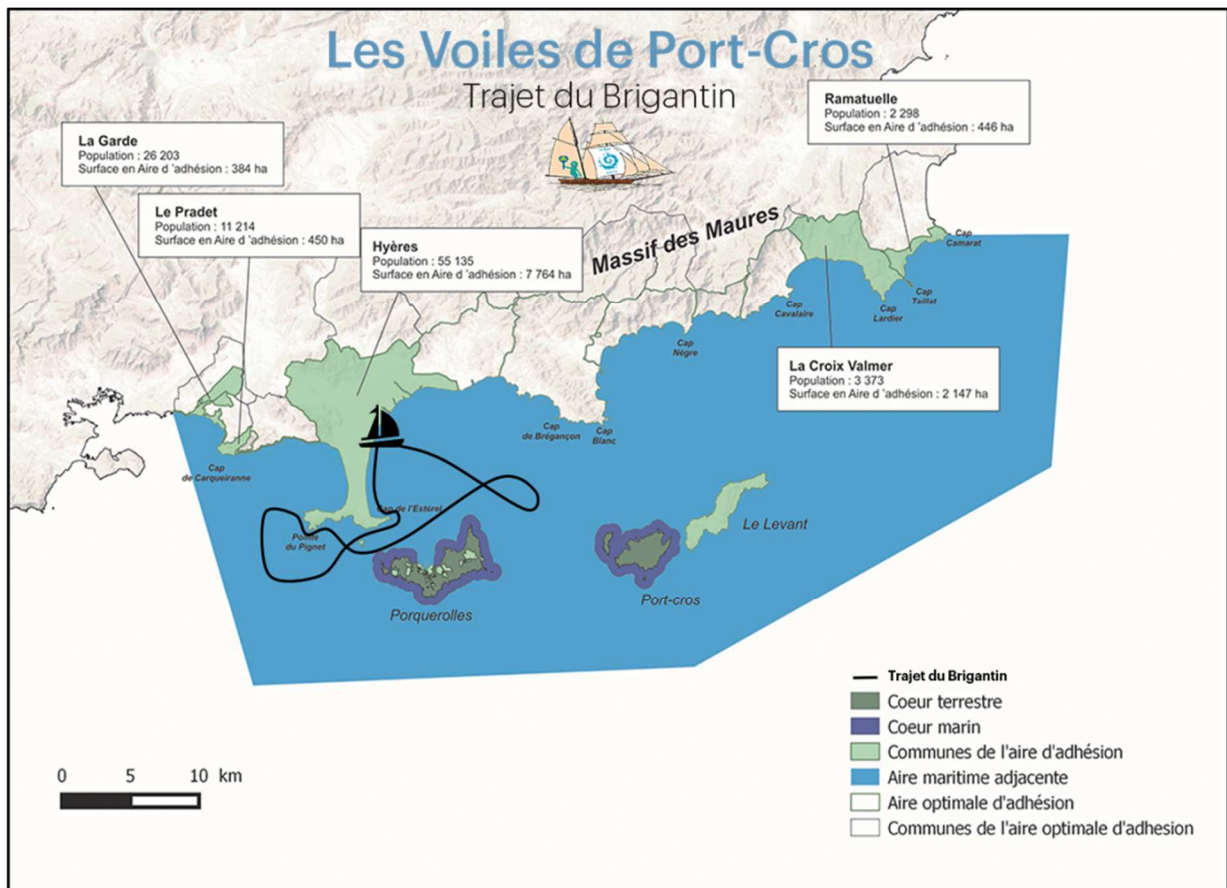 Les Voiles de Port-Cros
Trajet du Brigantin
La Garde
Population : 26 203
Surface en Aire d 'adhésion : 384 ha
Le Pradet
Population : 11 214
Surface en Aire d 'adhésion : 450 ha
Hyères
Population : 55 135
Surface en Aire d 'adhésion : 7 764 ha
Ramatuelle
Population : 2 298
Surface en Aire d 'adhésion : 446 ha
Massif des Maures
Cap
Camarat
Cap
Taillat
Cap
Lardier
Cap
Cavalaire
Cap
Nègre
La Croix Valmer
Population : 3 373
Surface en Aire d 'adhésion : 2 147 ha
Cap
de Brégançon
Cap
Blanc
Cap
de Carqueiranne
Cap de l'Estérel
Pointe
du Pignet
Le Levant
Port-cros
Porquerolles
Trajet du Brigantin
Coeur terrestre
Coeur marin
Communes de l'aire d'adhésion
Aire maritime adjacente
Aire optimale d'adhésion
Communes de l'aire optimale d'adhesion
0 5 10 km